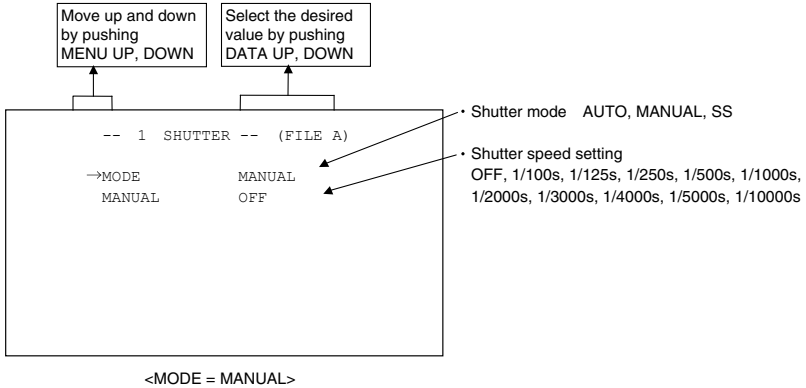 Move up and down
by pushing
MENU UP, DOWN
Select the desired
value by pushing
DATA UP, DOWN
-- 1 SHUTTER -- (FILE A)
→MODE MANUAL
MANUAL OFF
・Shutter mode AUTO, MANUAL, SS
・Shutter speed setting
OFF, 1/100s, 1/125s, 1/250s, 1/500s, 1/1000s,
1/2000s, 1/3000s, 1/4000s, 1/5000s, 1/10000s
<MODE = MANUAL>